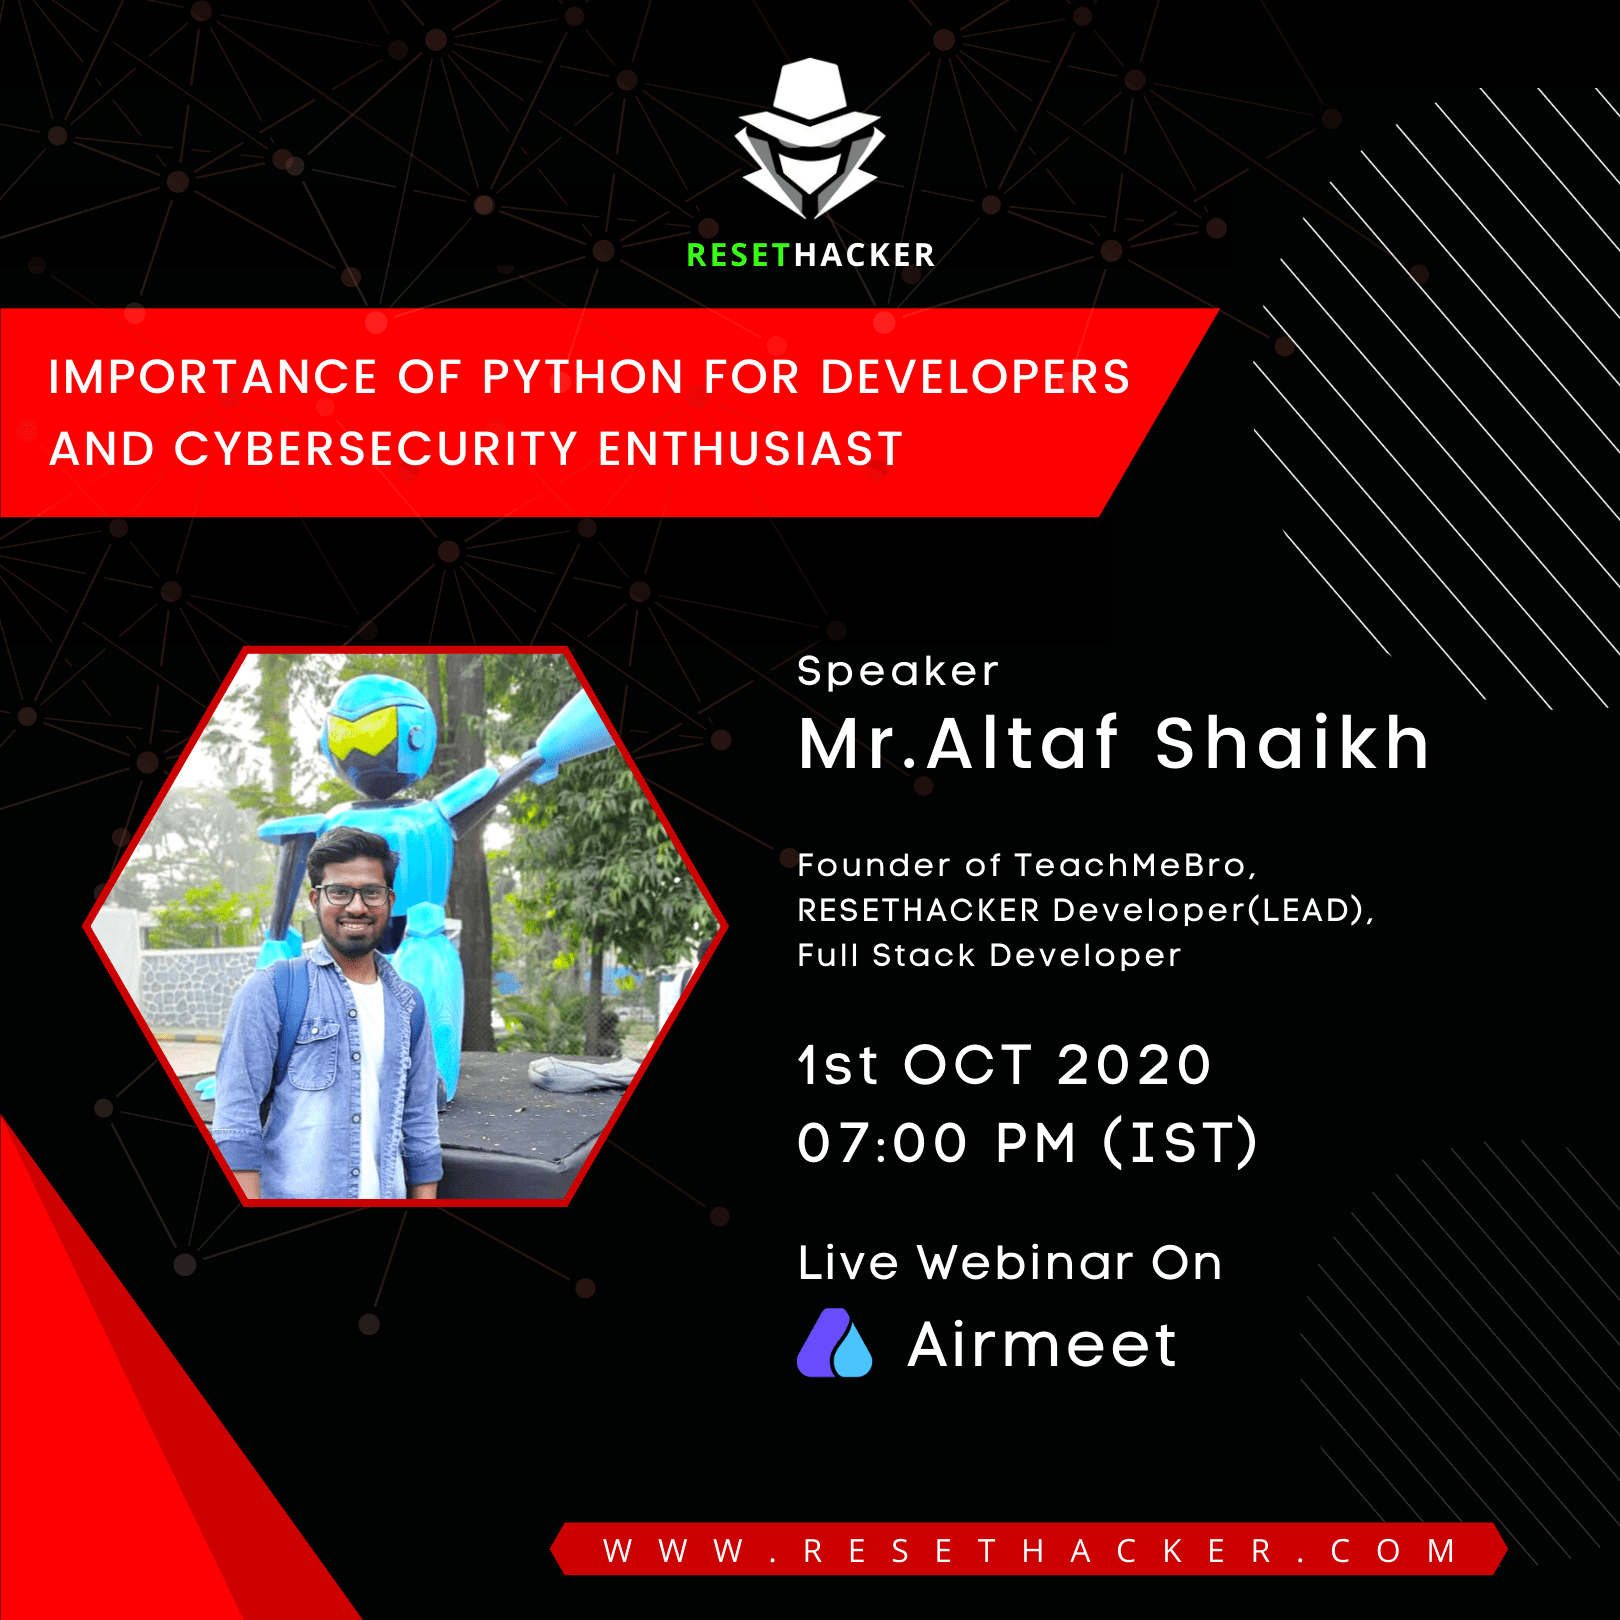 RESETHACKER
IMPORTANCE OF PYTHON FOR DEVELOPERS
AND CYBERSECURITY ENTHUSIAST
Speaker
Mr.Altaf Shaikh
Founder of TeachMeBro,
RESETHACKER Developer(LEAD),
Full Stack Developer
1st OCT 2020
07:00 PM (IST)
Live Webinar On
Airmeet
WWW.RESETHACKER.COM